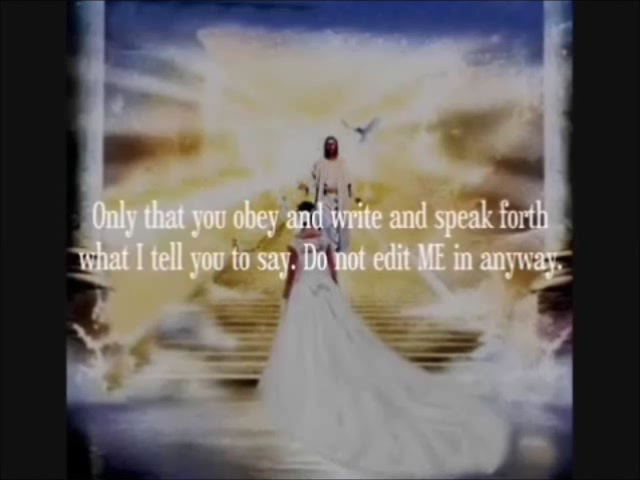 Only that you obey and write and speak forth
what I tell you to say. Do not edit ME in anyway.